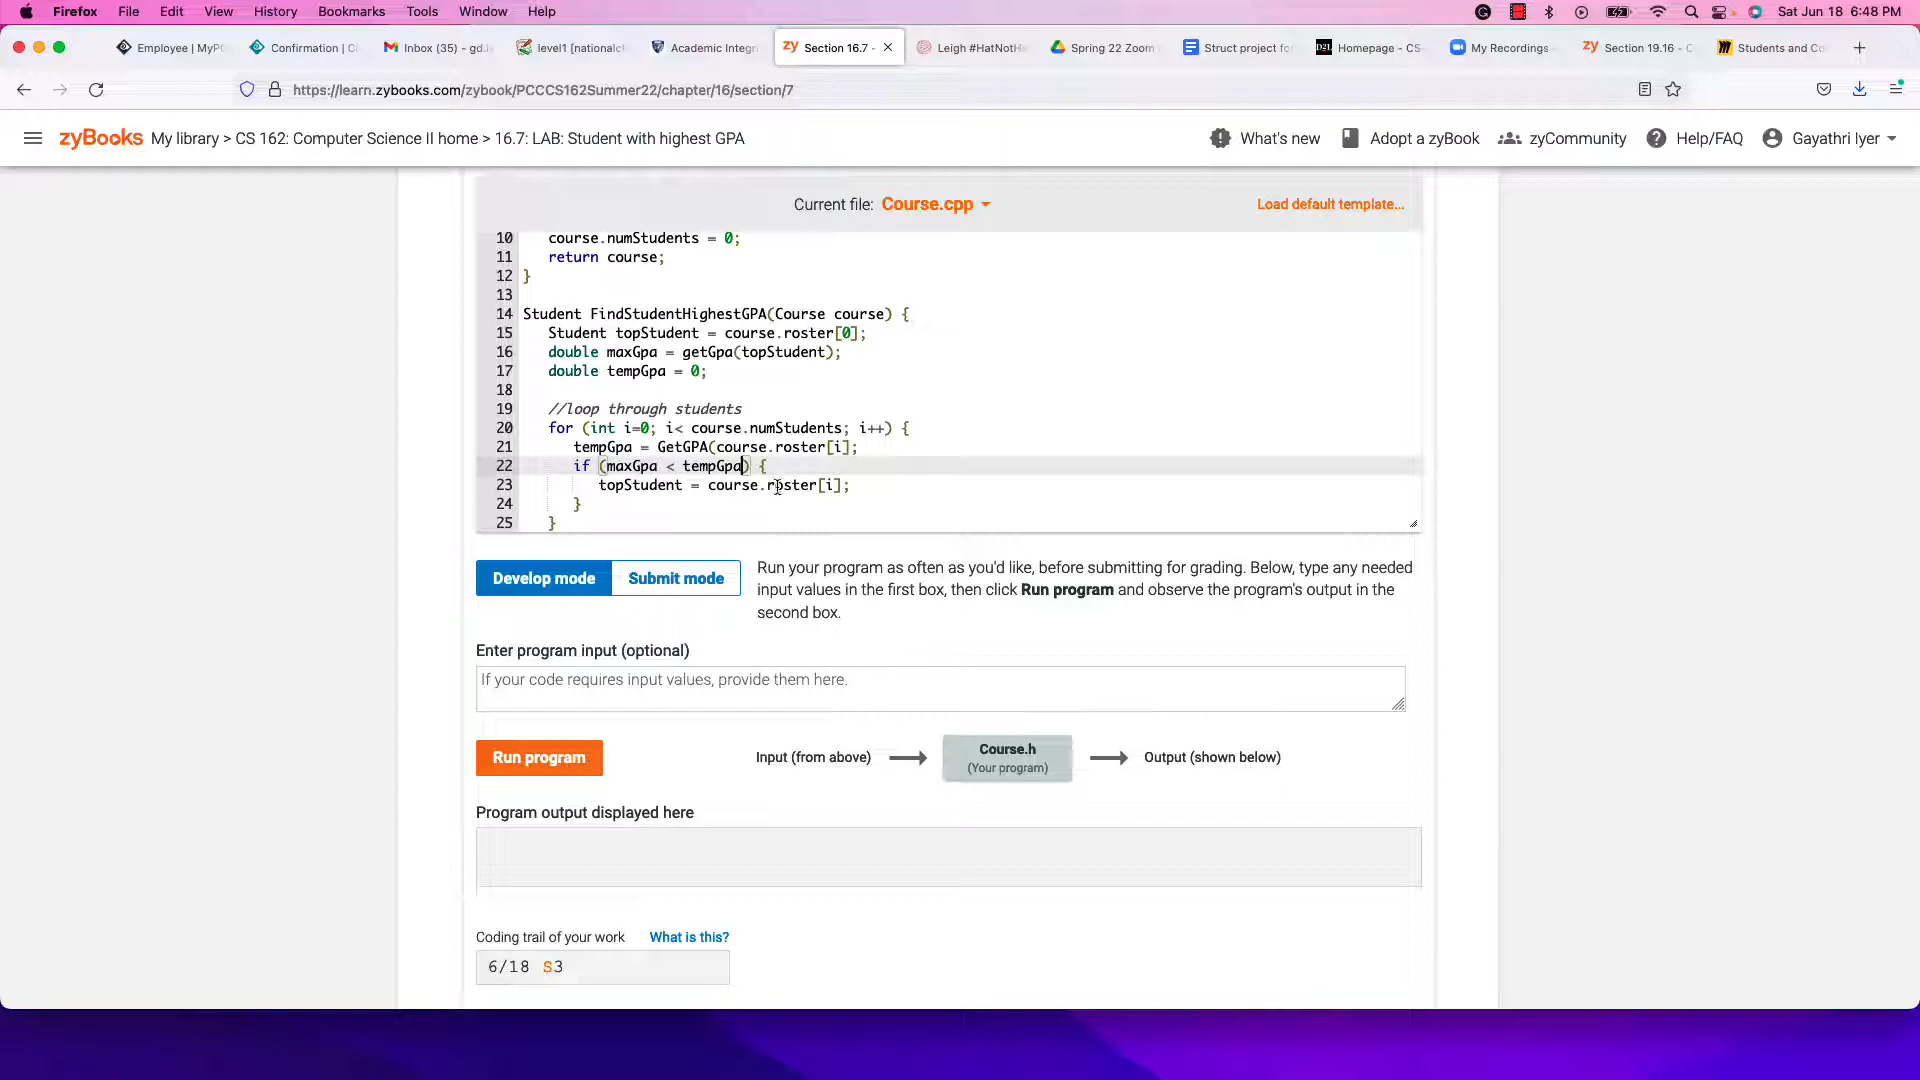 Firefox File Edit View History Bookmarks Tools Window Help Sat Jun 18 6:48 PM
Employee | MyP Confirmation | C Inbox (35) - gd.i level1 [nationalc Academic Integr zy Section 16.7 - Leigh #HatNotHi Spring 22 Zoom Struct project fo D2L Homepage - CS- My Recordings zy Section 19.16 - C Students and Co
https://learn.zybooks.com/zybook/PCCCS162Summer22/chapter/16/section/7
zyBooks My library > CS 162: Computer Science II home > 16.7: LAB: Student with highest GPA What's new Adopt a zyBook zyCommunity Help/FAQ Gayathri Iyer
Current file: Course.cpp Load default template...
10 course.numStudents = 0;
11 return course;
12 }
13
14 Student FindStudentHighestGPA(Course course) {
15 Student topStudent = course.roster[0];
16 double maxGpa = getGpa(topStudent);
17 double tempGpa = 0;
18
19 //loop through students
20 for (int i=0; i< course.numStudents; i++) {
21 tempGpa = GetGPA(course.roster[i];
22 if (maxGpa < tempGpa) {
23 topStudent = course.roster[i];
24 }
25 }
Develop mode Submit mode Run your program as often as you'd like, before submitting for grading. Below, type any needed
input values in the first box, then click Run program and observe the program's output in the
second box.
Enter program input (optional)
If your code requires input values, provide them here.
Run program Input (from above) Course.h Output (shown below)
(Your program)
Program output displayed here
Coding trail of your work What is this?
6/18 S3